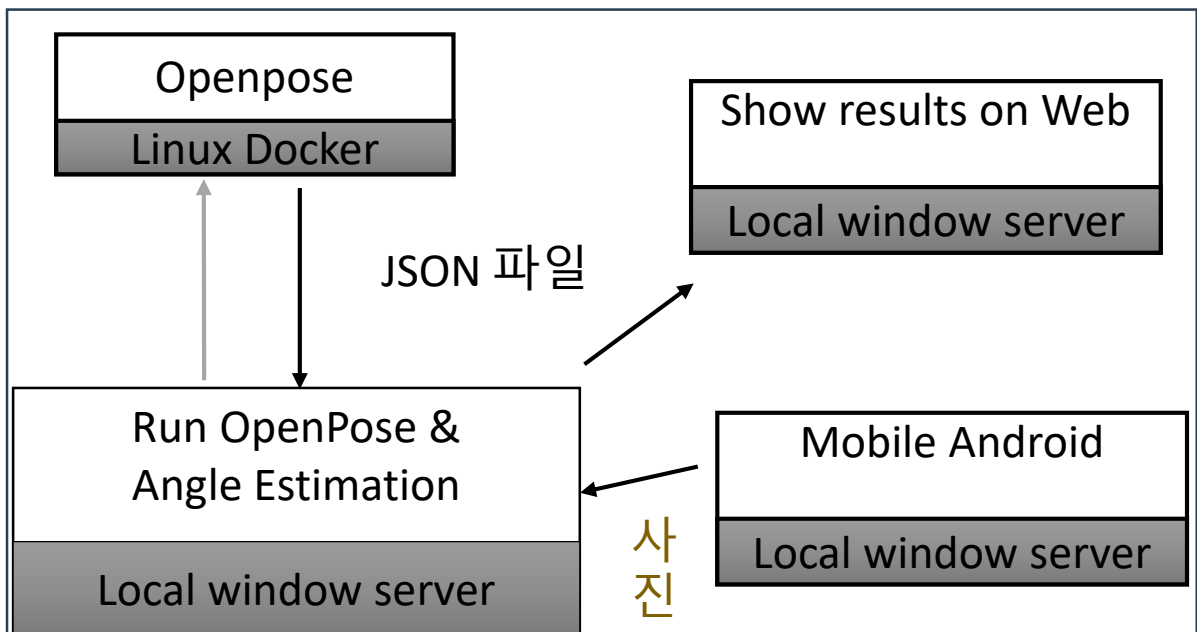 Openpose
Linux Docker
Show results on Web
Local window server
JSON 파일
Run OpenPose &
Angle Estimation
Local window server
Mobile Android
Local window server
사
진